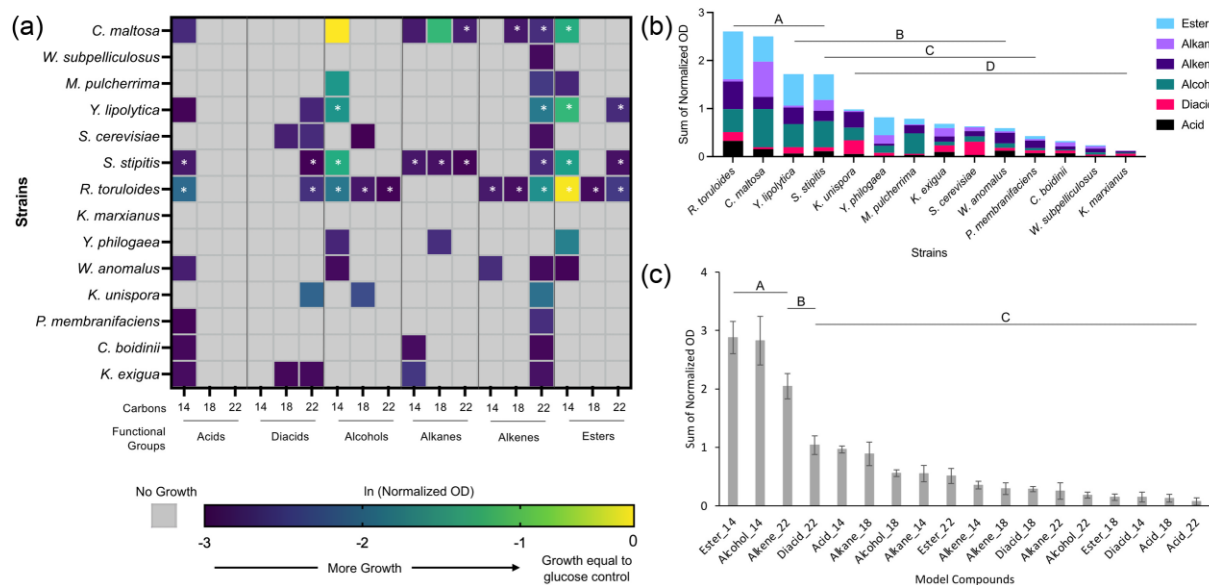 (a)
Strains
C. maltosa
W. subpelliculosus
M. pulcherrima
Y. lipolytica
S. cerevisiae
S. stipitis
R. toruloides
K. marxianus
Y. philogaea
W. anomalus
K. unispora
P. membranifaciens
C. boidinii
K. exigua
Carbons 14 18 22 14 18 22 14 18 22 14 18 22 14 18 22 14 22
Functional Groups Acids Diacids Alcohols Alkanes Alkenes Esters
No Growth
ln (Normalized OD)
-3 -2 -1 0
More Growth
Growth equal to
glucose control
(b)
Sum of Normalized OD
3
2
1
0
A
B
C
D
Ester
Alkan
Alken
Alcoh
Diacid
Acid
R. toruloides
C. maltosa
Y. lipolytica
S. stipitis
K. unispora
Y. philogaea
M. pulcherrima
K. exigua
S. cerevisiae
W. anomalus
P. membranifaciens
C. boidinii
W. subpelliculosus
K. marxianus
Strains
(c)
Sum of Normalized OD
4
3
2
1
0
A
B
C
Ester_14
Alcohol_14
Alkene_22
Diacid_22
Acid_14
Alkane_18
Alcohol_18
Alkane_14
Ester_22
Alkene_14
Alkene_18
Diacid_18
Alkane_22
Alcohol_22
Ester_18
Diacid_14
Acid_18
Acid_22
Model Compounds